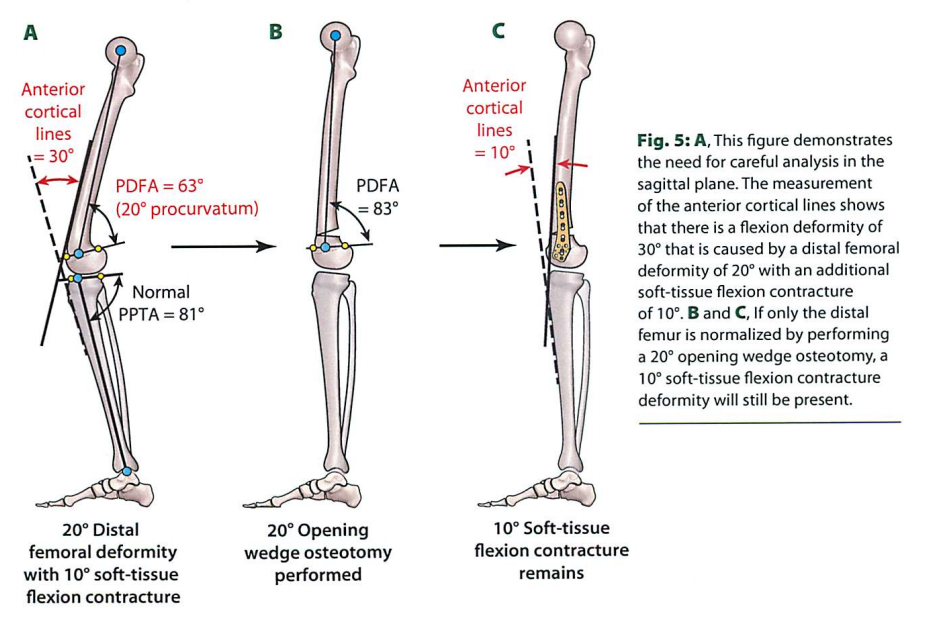 A
Anterior
cortical
lines
= 30°
PDFA = 63°
(20° procurvatum)
Normal
PPTA = 81°
20° Distal
femoral deformity
with 10° soft-tissue
flexion contracture
B
PDFA
= 83°
20° Opening
wedge osteotomy
performed
C
Anterior
cortical
lines
= 10°
10° Soft-tissue
flexion contracture
remains
Fig. 5: A, This figure demonstrates
the need for careful analysis in the
sagittal plane. The measurement
of the anterior cortical lines shows
that there is a flexion deformity of
30° that is caused by a distal femoral
deformity of 20° with an additional
soft-tissue flexion contracture
of 10°. B and C, If only the distal
femur is normalized by performing
a 20° opening wedge osteotomy, a
10° soft-tissue flexion contracture
deformity will still be present.